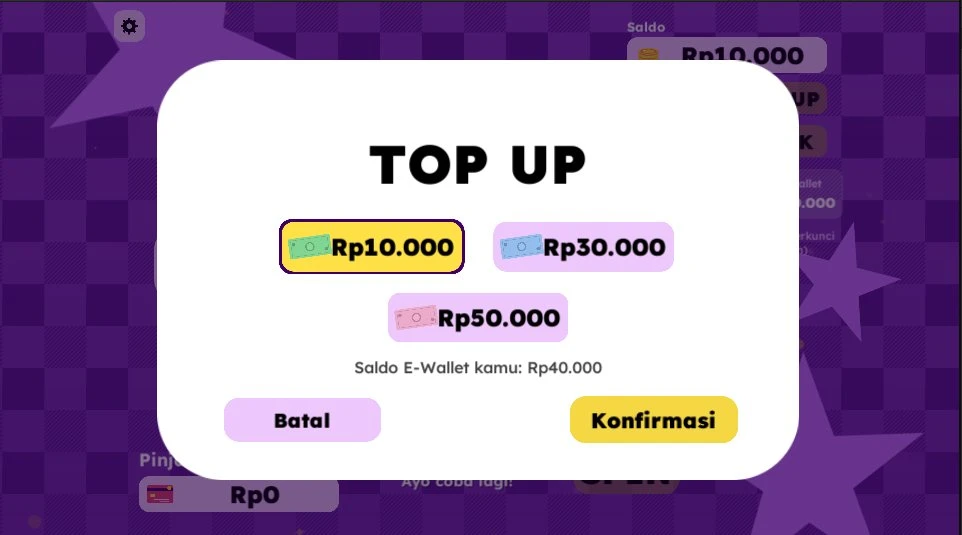 Saldo
Rp10.000
UP
K
TOP UP
Rp10.000
Rp30.000
Rp50.000
Saldo E-Wallet kamu: Rp40.000
Batal
Konfirmasi
Rp0
Ayo coba lagi!